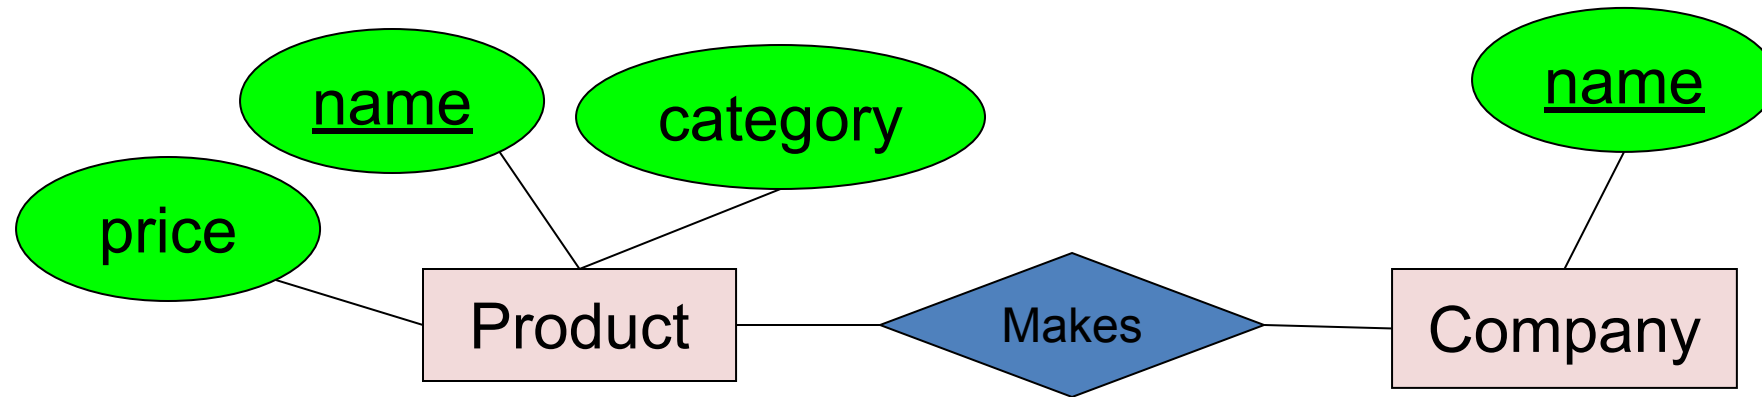 name
name
category
price
Product
Makes
Company